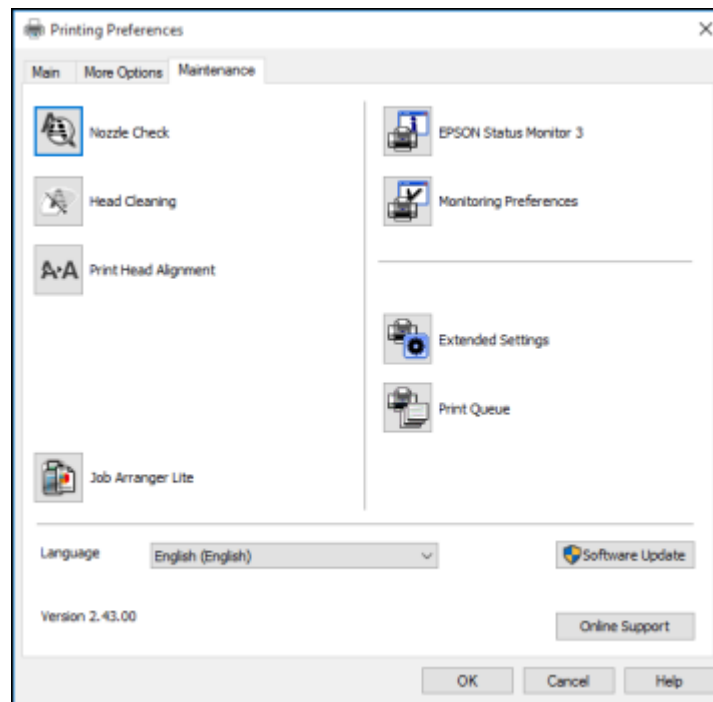 Printing Preferences
Main
More Options
Maintenance
Nozzle Check
Head Cleaning
A·A Print Head Alignment
Job Arranger Lite
EPSON Status Monitor 3
Monitoring Preferences
Extended Settings
Print Queue
Language
English (English)
Software Update
Version 2.43.00
Online Support
OK
Cancel
Help